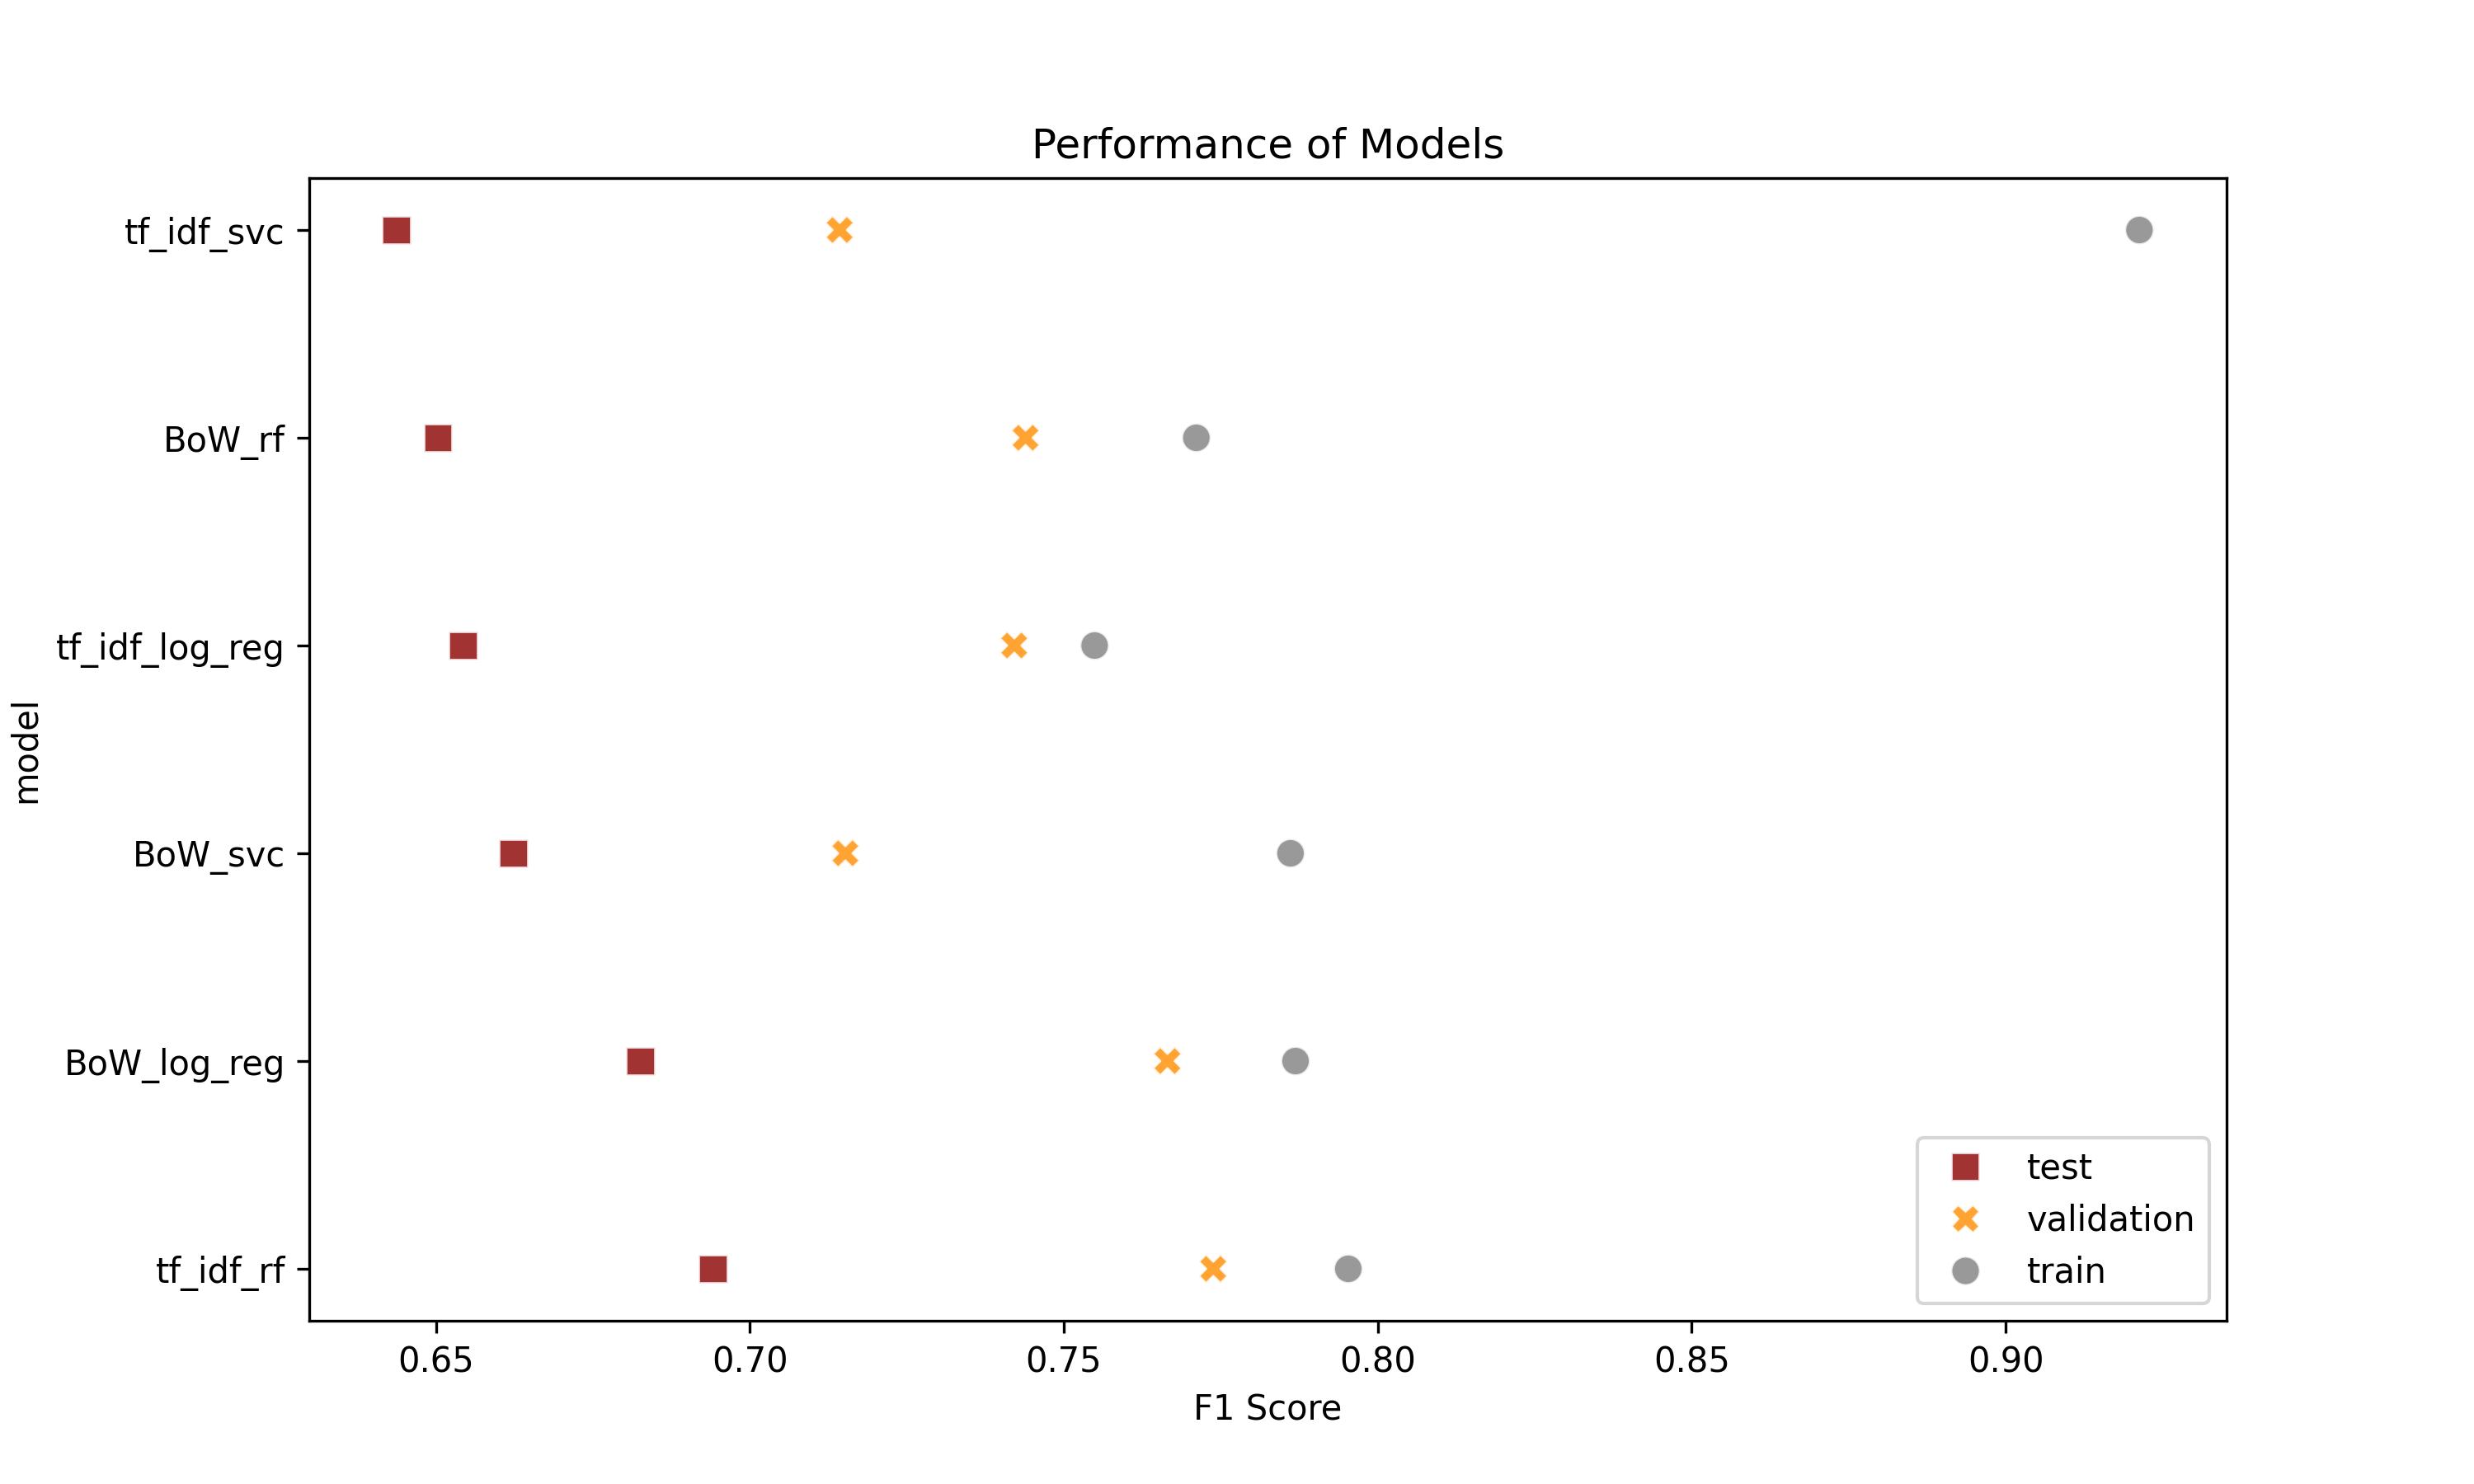 Performance of Models
tf_idf_svc
BoW_rf
tf_idf_log_reg
BoW_svc
BoW_log_reg
tf_idf_rf
model
test
validation
train
0.65 0.70 0.75 0.80 0.85 0.90
F1 Score